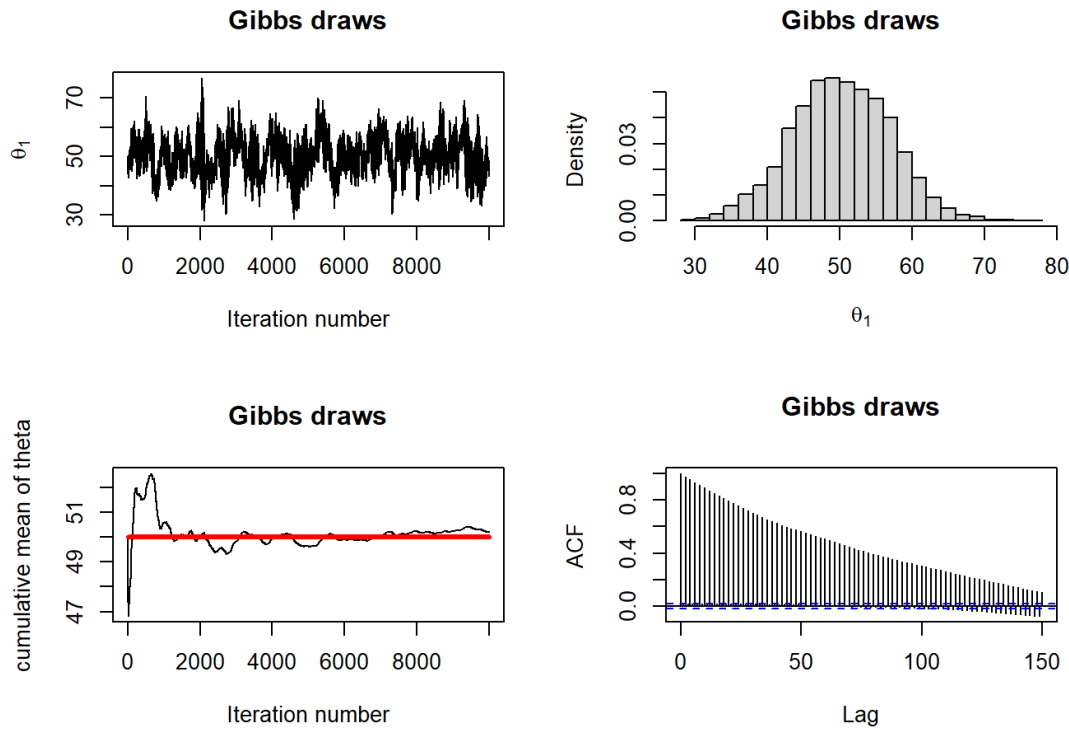 Gibbs draws
θ1
30 50 70
0 2000 4000 6000 8000
Iteration number
Gibbs draws
Density
0.00 0.03
30 40 50 60 70 80
θ1
Gibbs draws
cumulative mean of theta
47 49 51
0 2000 4000 6000 8000
Iteration number
Gibbs draws
ACF
0.0 0.4 0.8
0 50 100 150
Lag